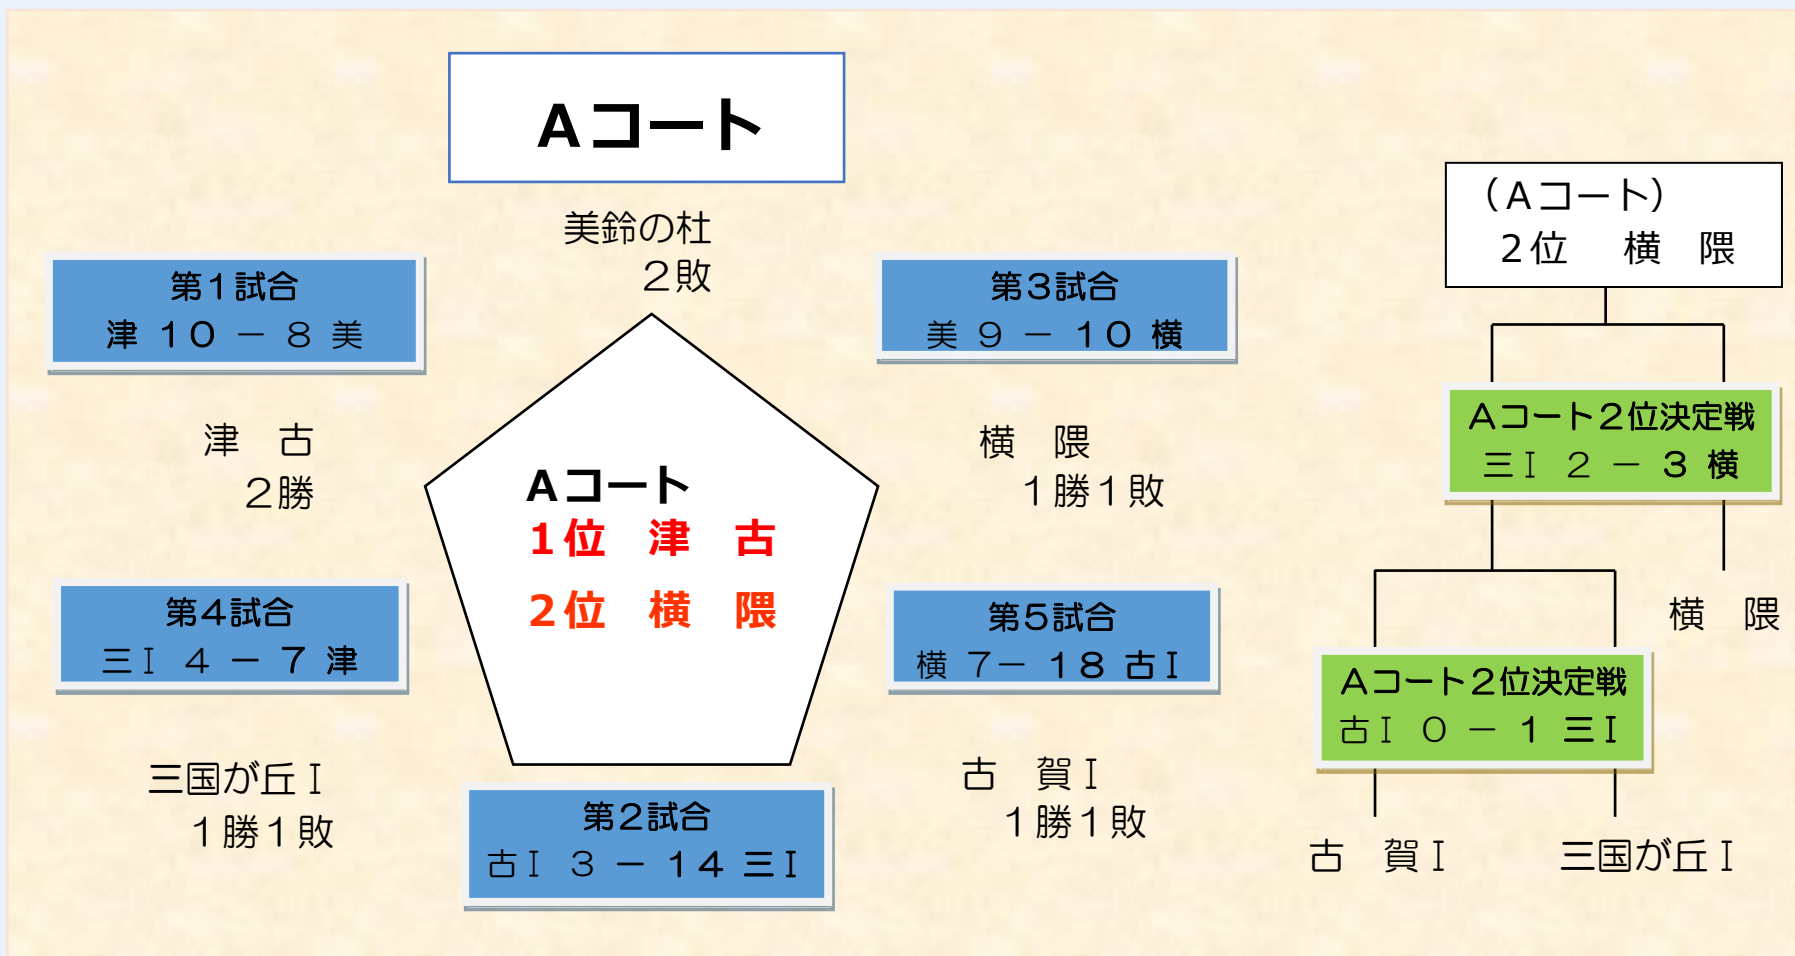 Aコート
美鈴の杜
2敗
第1試合
津 10 － 8 美
第3試合
美 9 － 10 横
津　古
2勝
横　隈
1勝1敗
Aコート
1位　津　古
2位　横　隈
第4試合
三Ⅰ 4 － 7 津
第5試合
横 7－ 18 古Ⅰ
三国が丘Ⅰ
1勝1敗
古　賀Ⅰ
1勝1敗
第2試合
古Ⅰ 3 － 14 三Ⅰ
（Aコート）
2位　横　隈
Aコート2位決定戦
三Ⅰ 2 － 3 横
横　隈
Aコート2位決定戦
古Ⅰ 0 － 1 三Ⅰ
古　賀Ⅰ
三国が丘Ⅰ